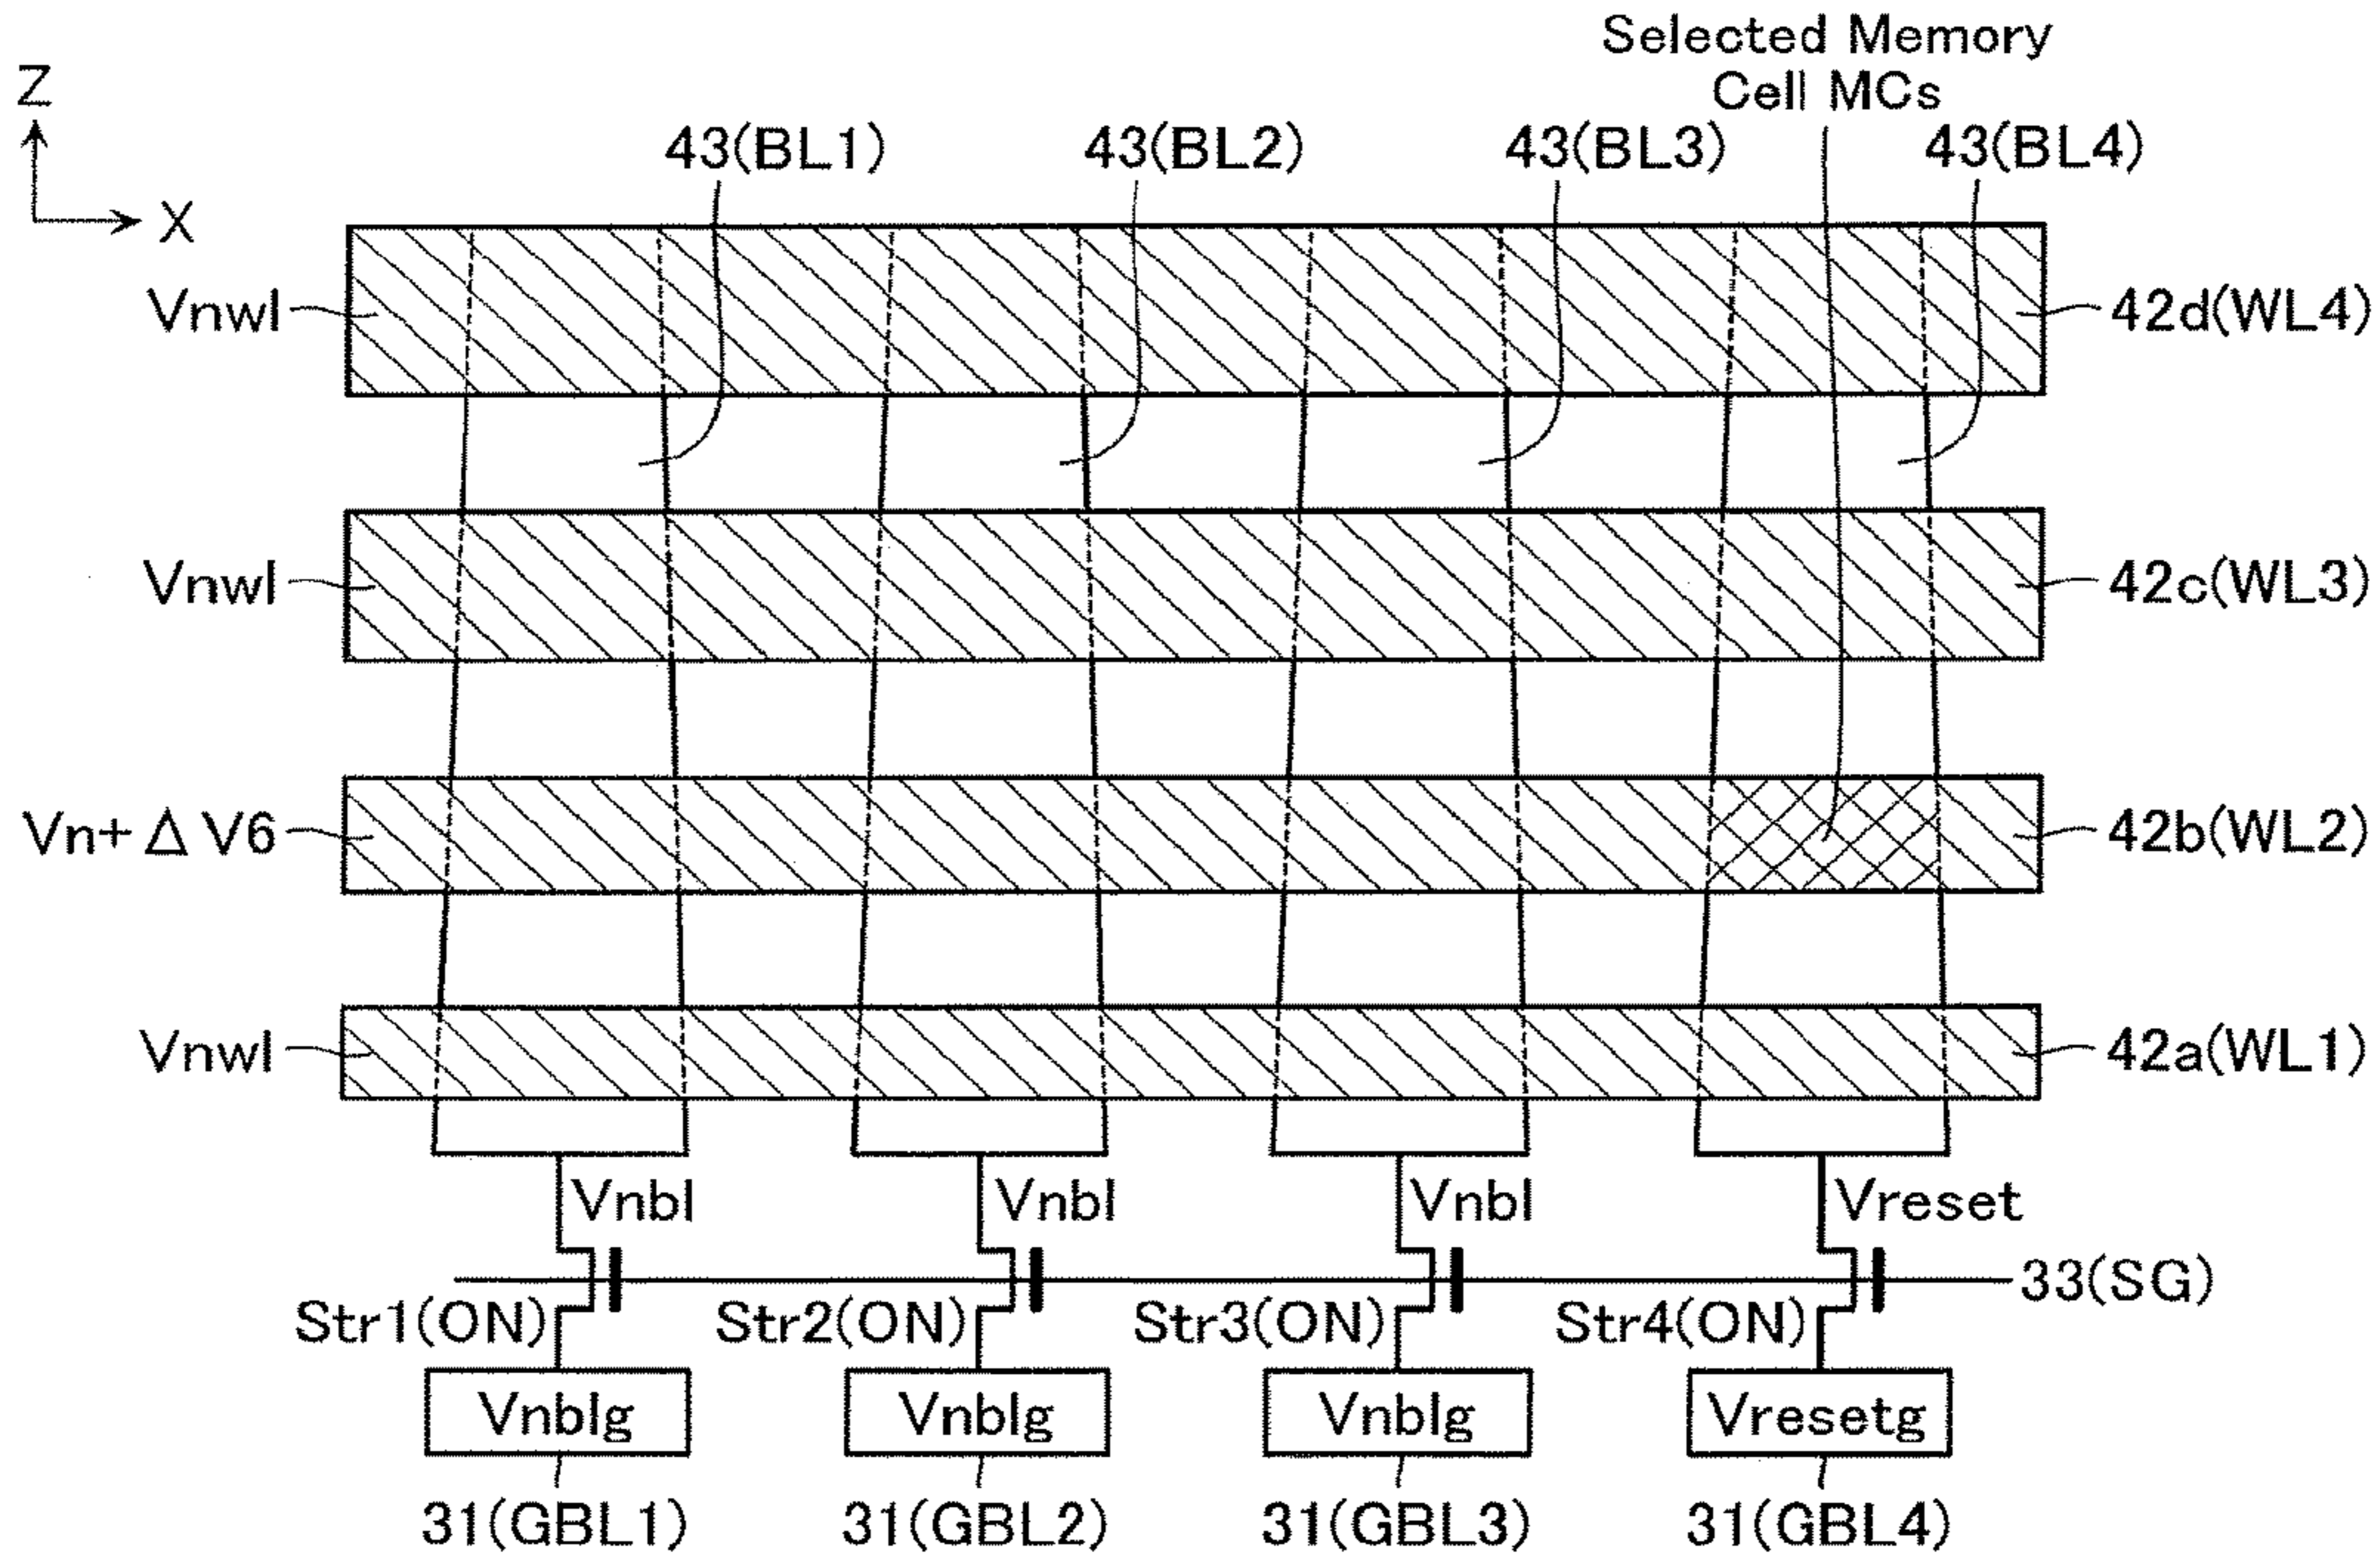 Selected Memory
Cell MCs
Z
X
43(BL1)
43(BL2)
43(BL3)
43(BL4)
Vnwl
42d(WL4)
Vnwl
42c(WL3)
Vn+ΔV6
42b(WL2)
Vnwl
42a(WL1)
Vnbl
Vnbl
Vnbl
Vreset
33(SG)
Str1(ON)
Str2(ON)
Str3(ON)
Str4(ON)
Vnblg
Vnblg
Vnblg
Vresetg
31(GBL1)
31(GBL2)
31(GBL3)
31(GBL4)